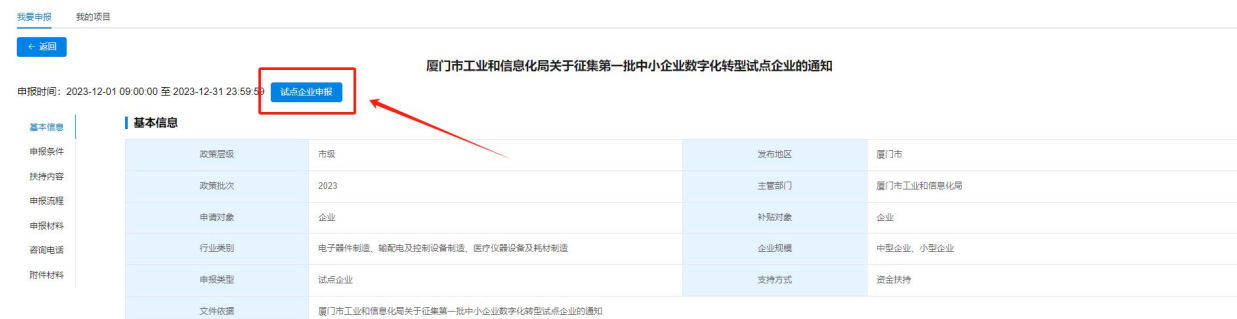 我要申报 我的项目
← 返回
厦门市工业和信息化局关于征集第一批中小企业数字化转型试点企业的通知
申报时间：2023-12-01 09:00:00 至 2023-12-31 23:59:59 试点企业申报
基本信息
申报条件
扶持内容
申报流程
申报材料
咨询电话
附件材料
基本信息
政策层级 市级 发布地区 厦门市
政策批次 2023 主管部门 厦门市工业和信息化局
申请对象 企业 补贴对象 企业
行业类别 电子器件制造、输配电及控制设备制造、医疗仪器设备及耗材制造 企业规模 中型企业、小型企业
申报类型 试点企业 支持方式 资金扶持
文件依据 厦门市工业和信息化局关于征集第一批中小企业数字化转型试点企业的通知